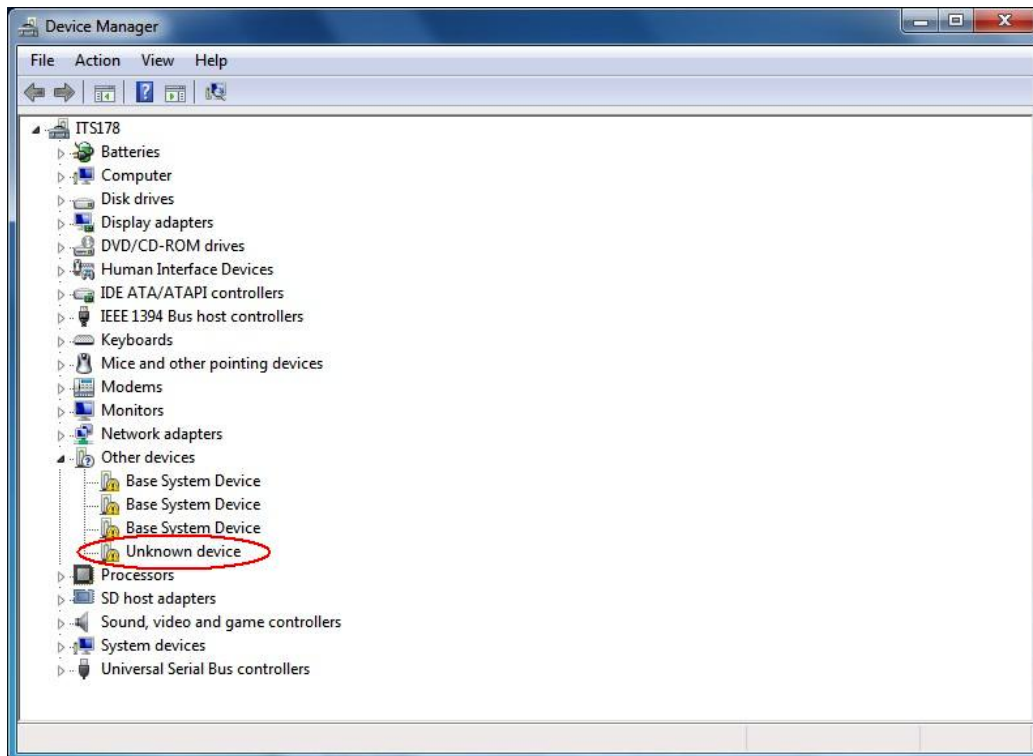 Device Manager
File Action View Help
ITS178
Batteries
Computer
Disk drives
Display adapters
DVD/CD-ROM drives
Human Interface Devices
IDE ATA/ATAPI controllers
IEEE 1394 Bus host controllers
Keyboards
Mice and other pointing devices
Modems
Monitors
Network adapters
Other devices
Base System Device
Base System Device
Base System Device
Unknown device
Processors
SD host adapters
Sound, video and game controllers
System devices
Universal Serial Bus controllers